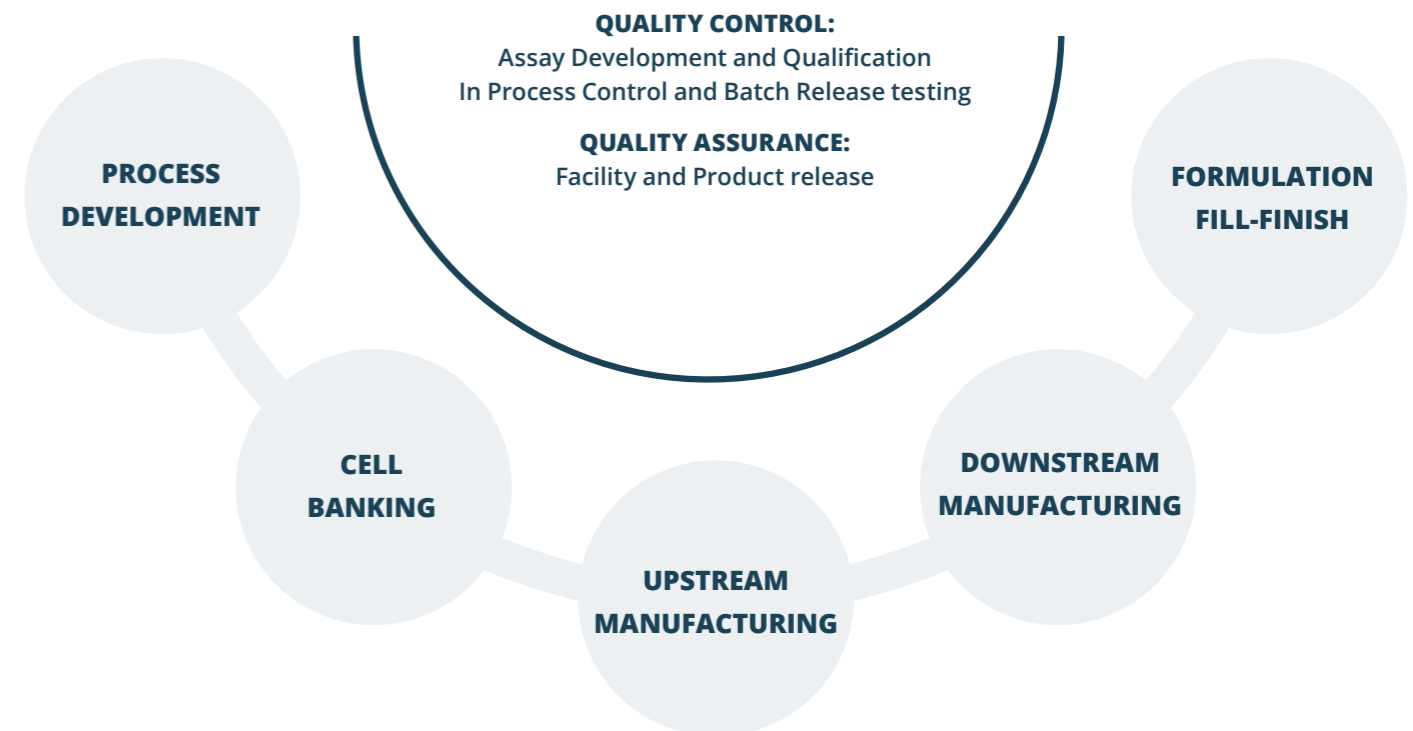 QUALITY CONTROL:
Assay Development and Qualification
In Process Control and Batch Release testing
QUALITY ASSURANCE:
Facility and Product release
PROCESS
DEVELOPMENT
CELL
BANKING
UPSTREAM
MANUFACTURING
DOWNSTREAM
MANUFACTURING
FORMULATION
FILL-FINISH